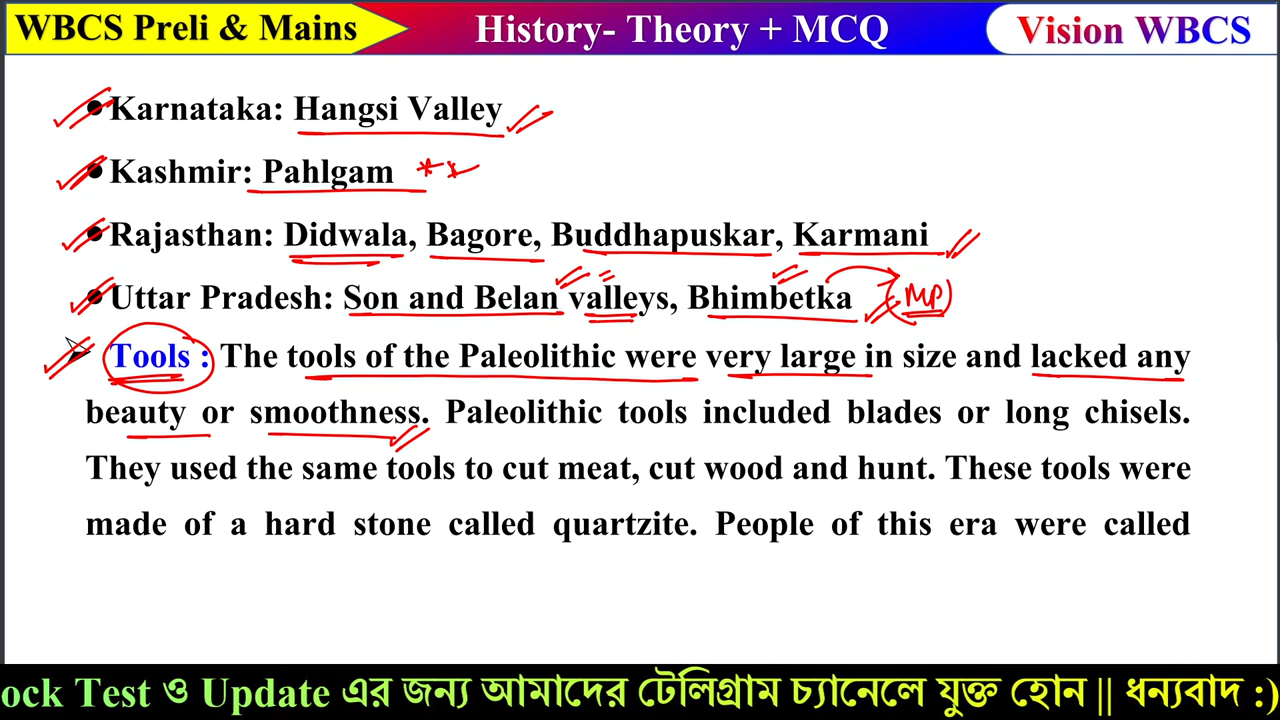 WBCS Preli & Mains
History- Theory + MCQ
Vision WBCS
● Karnataka: Hangsi Valley
● Kashmir: Pahlgam
● Rajasthan: Didwala, Bagore, Buddhapuskar, Karmani
● Uttar Pradesh: Son and Belan valleys, Bhimbetka (MP)
➢ Tools : The tools of the Paleolithic were very large in size and lacked any
beauty or smoothness. Paleolithic tools included blades or long chisels.
They used the same tools to cut meat, cut wood and hunt. These tools were
made of a hard stone called quartzite. People of this era were called
ock Test ও Update এর জন্য আমাদের টেলিগ্রাম চ্যানেলে যুক্ত হোন || ধন্যবাদ :)